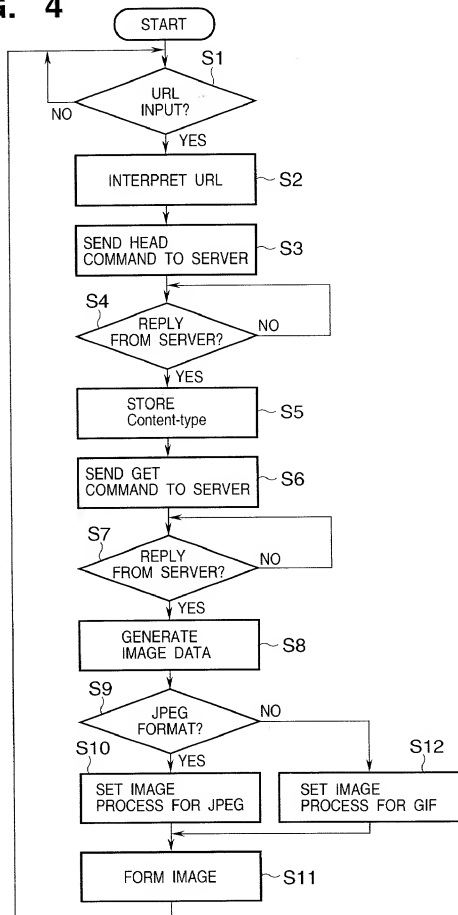 G. 4
START
S1
URL
INPUT?
NO
YES
INTERPRET URL
S2
SEND HEAD
COMMAND TO SERVER
S3
S4
REPLY
FROM SERVER?
NO
YES
STORE
Content-type
S5
SEND GET
COMMAND TO SERVER
S6
S7
REPLY
FROM SERVER?
NO
YES
GENERATE
IMAGE DATA
S8
S9
JPEG
FORMAT?
NO
YES
S10
SET IMAGE
PROCESS FOR JPEG
S12
SET IMAGE
PROCESS FOR GIF
FORM IMAGE
S11